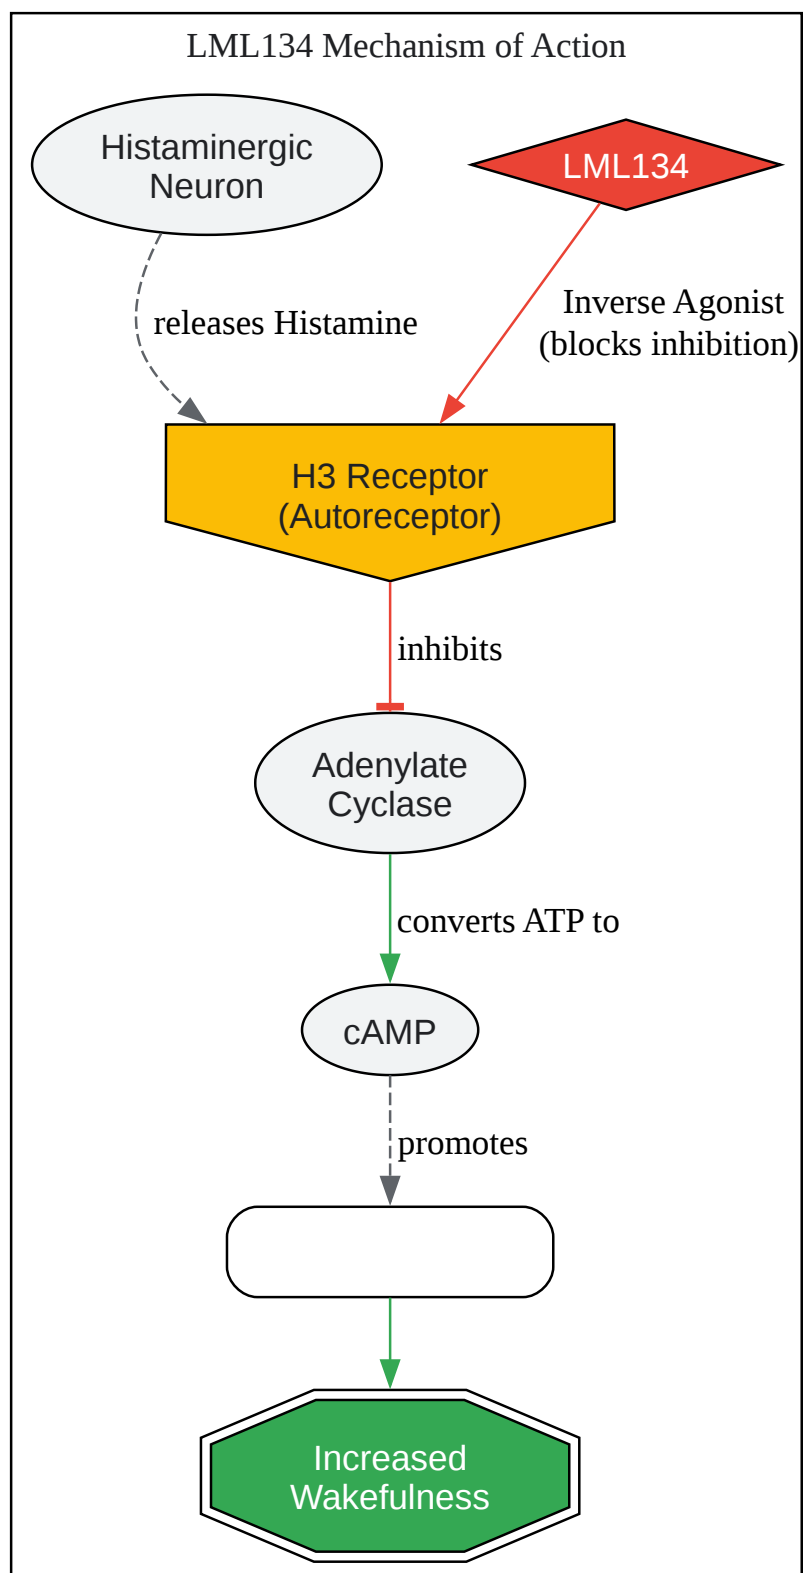 LML134 Mechanism of Action
Histaminergic
Neuron
LML134
releases Histamine
Inverse Agonist
(blocks inhibition)
H3 Receptor
(Autoreceptor)
inhibits
Adenylate
Cyclase
converts ATP to
cAMP
promotes
Increased
Wakefulness